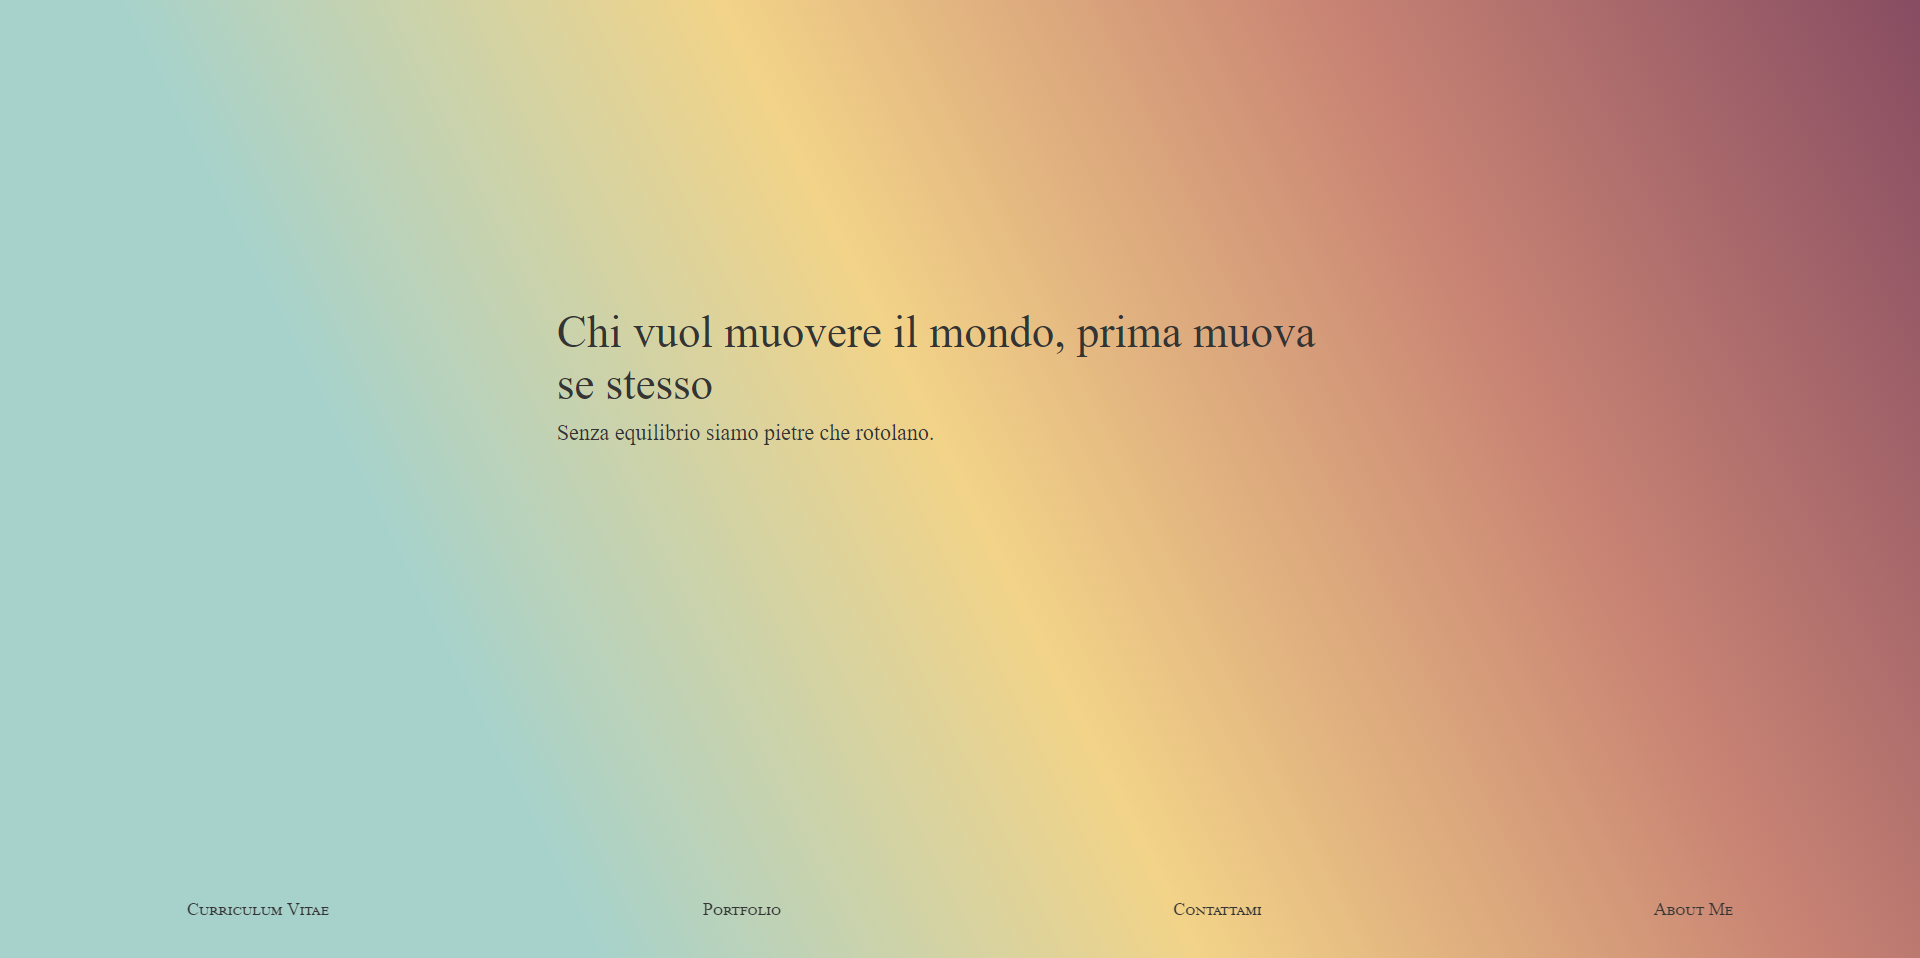 Chi vuol muovere il mondo, prima muova
se stesso
Senza equilibrio siamo pietre che rotolano.
Curriculum Vitae Portfolio Contattami About Me